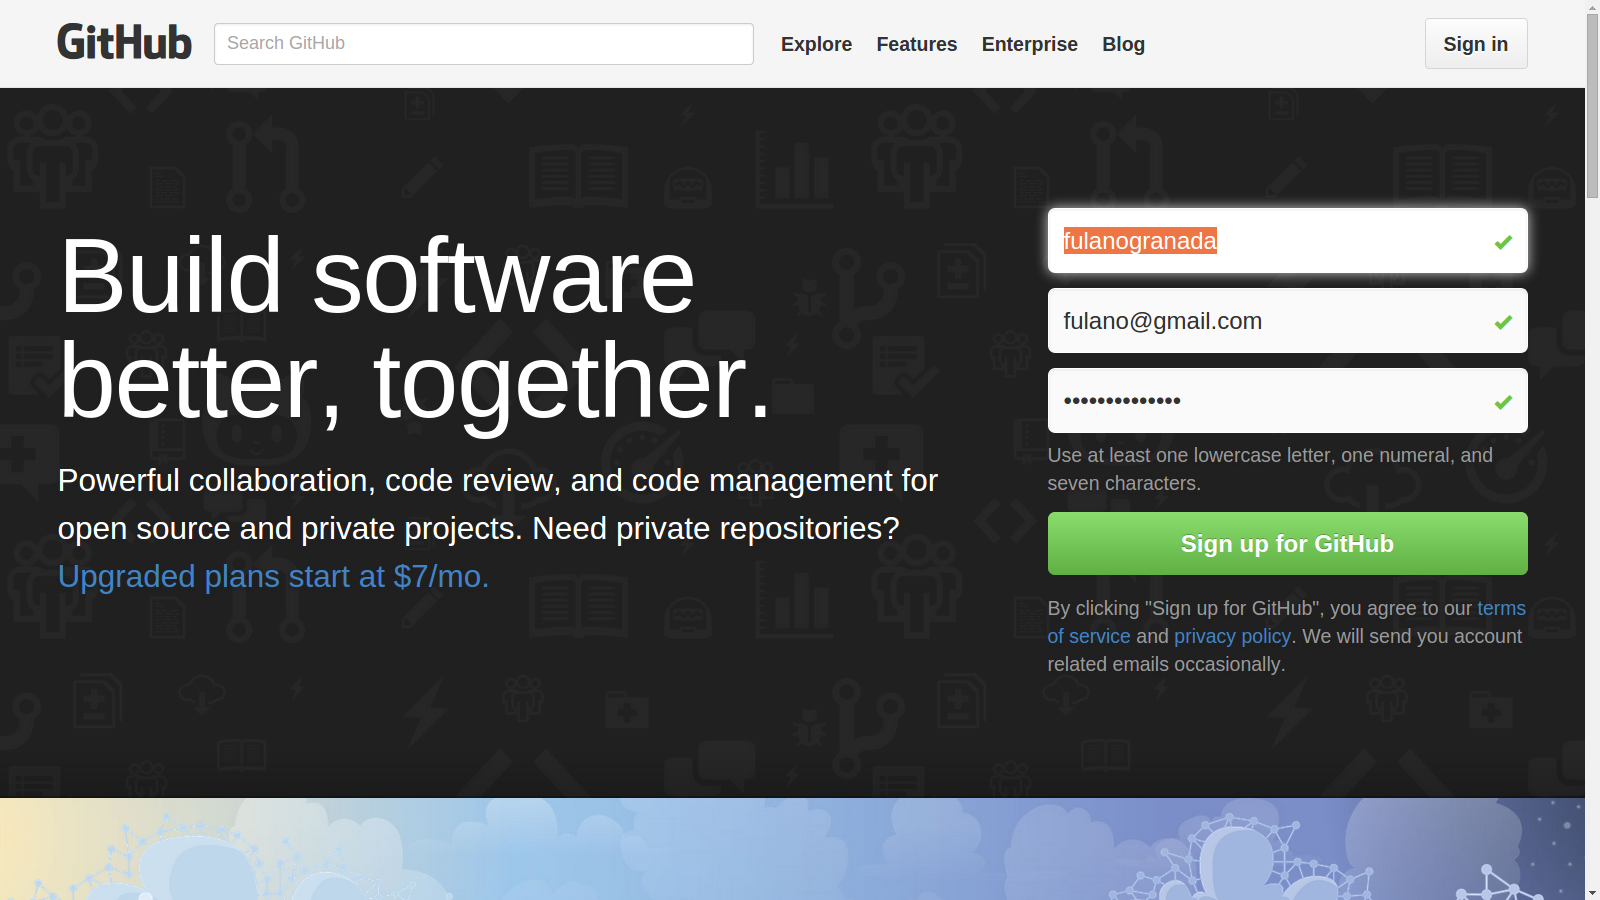 GitHub
Search GitHub
Explore Features Enterprise Blog
Sign in
Build software
better, together.
Powerful collaboration, code review, and code management for
open source and private projects. Need private repositories?
Upgraded plans start at $7/mo.
fulanogranada
fulano@gmail.com
••••••••••••••
Use at least one lowercase letter, one numeral, and
seven characters.
Sign up for GitHub
By clicking "Sign up for GitHub", you agree to our terms
of service and privacy policy. We will send you account
related emails occasionally.